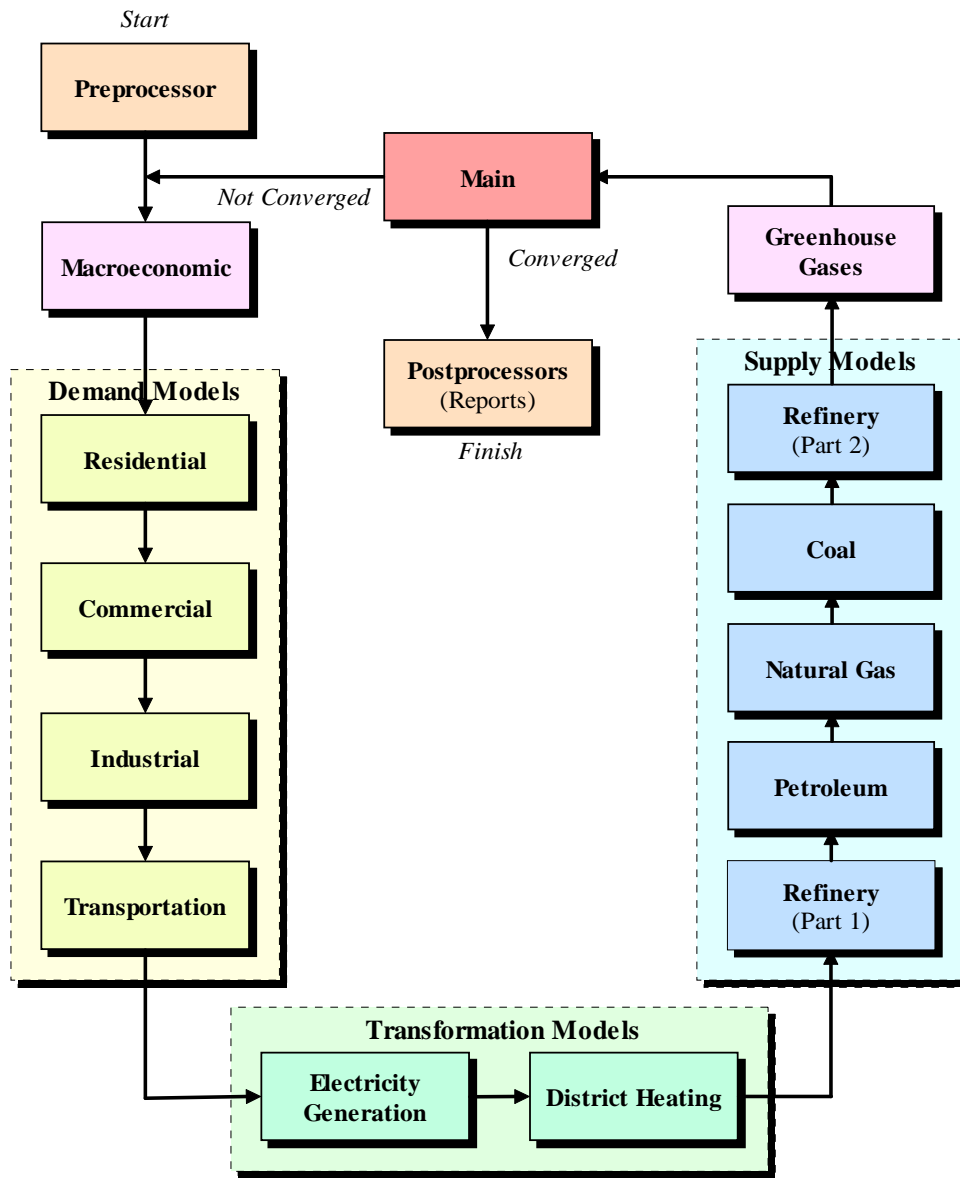 Start
Preprocessor
Main
Not Converged
Converged
Macroeconomic
Greenhouse
Gases
Postprocessors
(Reports)
Finish
Demand Models
Residential
Commercial
Industrial
Transportation
Transformation Models
Electricity
Generation
District Heating
Supply Models
Refinery
(Part 2)
Coal
Natural Gas
Petroleum
Refinery
(Part 1)